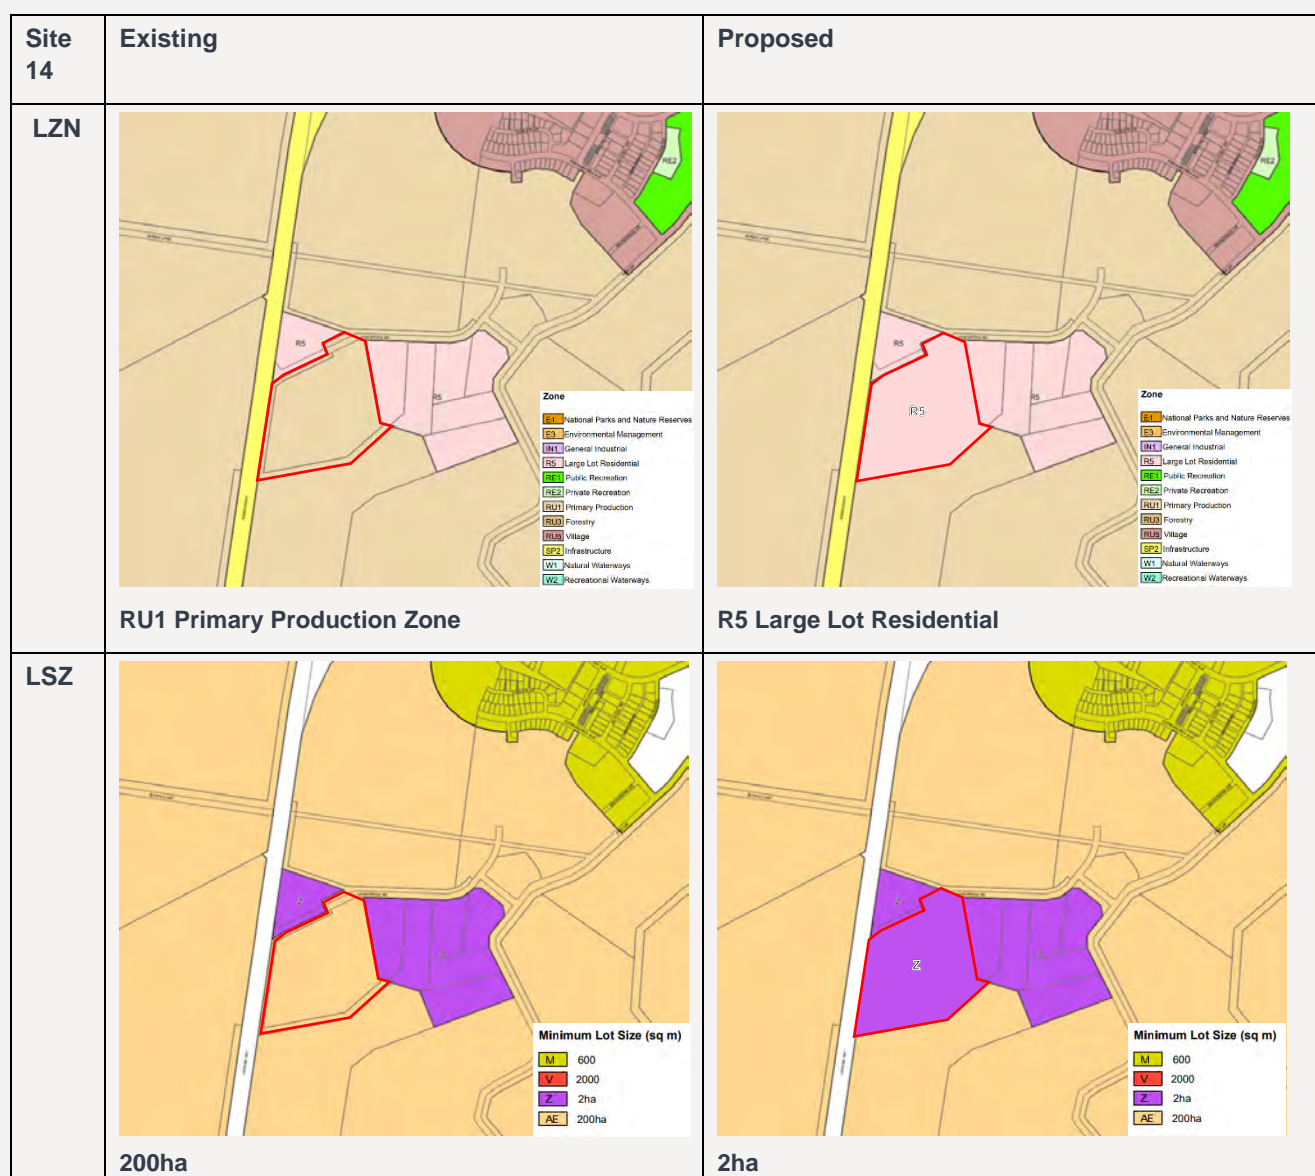 Site 14
Existing
Proposed
LZN
RE2
R5
R5
Zone
E1 National Parks and Nature Reserves
E3 Environmental Management
IN1 General Industrial
R5 Large Lot Residential
RE1 Public Recreation
RE2 Private Recreation
RU1 Primary Production
RU3 Forestry
RU5 Village
SP2 Infrastructure
W1 Natural Waterways
W2 Recreational Waterways
RU1 Primary Production Zone
RE2
R5
R5
R5
Zone
E1 National Parks and Nature Reserves
E3 Environmental Management
IN1 General Industrial
R5 Large Lot Residential
RE1 Public Recreation
RE2 Private Recreation
RU1 Primary Production
RU3 Forestry
RU5 Village
SP2 Infrastructure
W1 Natural Waterways
W2 Recreational Waterways
R5 Large Lot Residential
LSZ
Z
Minimum Lot Size (sq m)
M 600
V 2000
Z 2ha
AE 200ha
200ha
Z
Minimum Lot Size (sq m)
M 600
V 2000
Z 2ha
AE 200ha
2ha